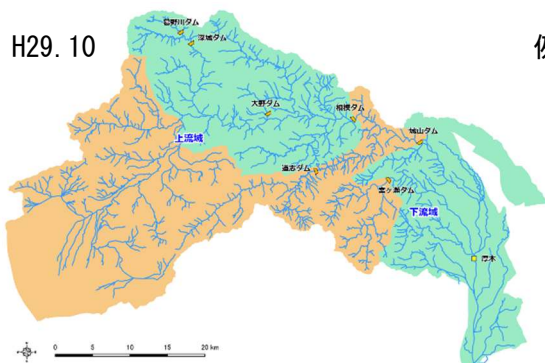 H29.10
葛野川ダム
深城ダム
大野ダム
相模ダム
上流域
城山ダム
道志ダム
宮ヶ瀬ダム
下流域
厚木
0 5 10 15 20 km